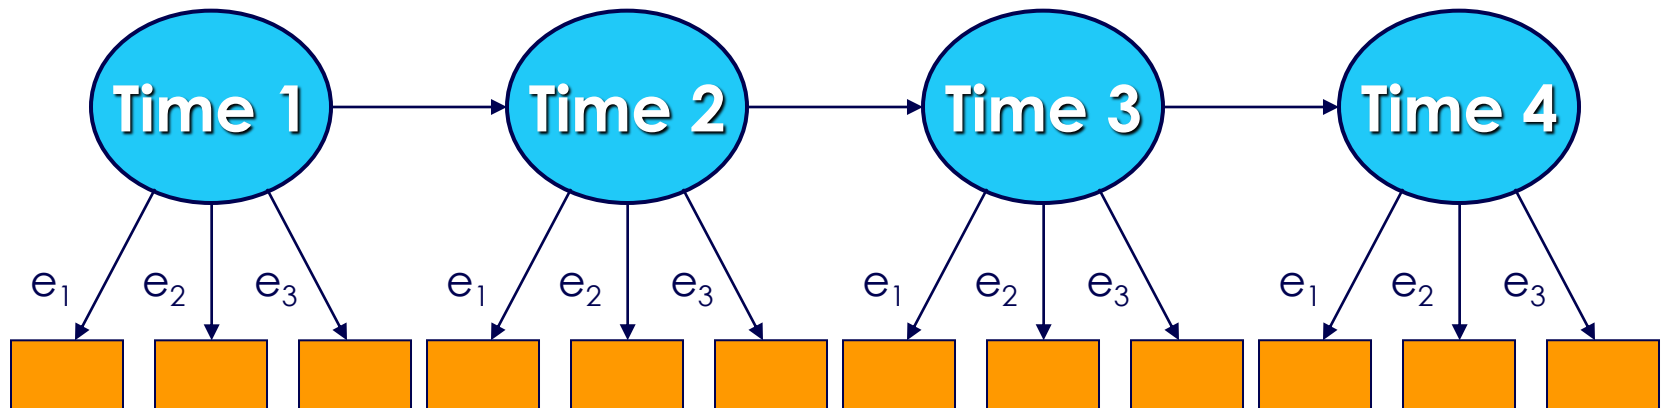 Time 1 Time 2 Time 3 Time 4
e₁ e₂ e₃ e₁ e₂ e₃ e₁ e₂ e₃ e₁ e₂ e₃